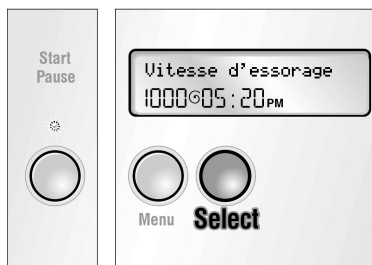 Start
Pause
Vitesse d'essorage
1000 05:20PM
Menu
Select